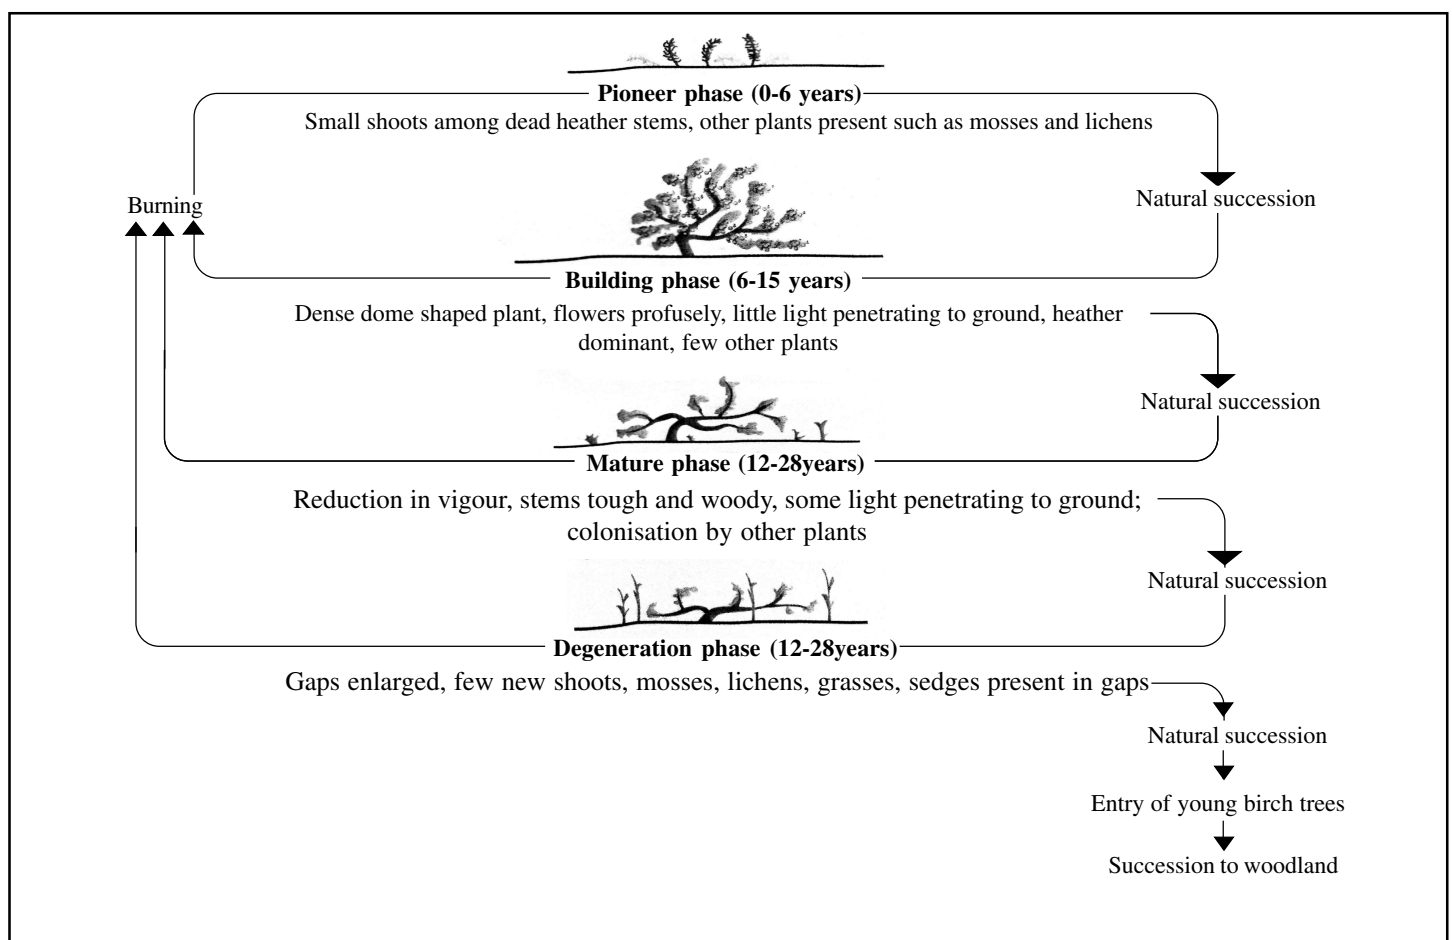 Pioneer phase (0-6 years)
Small shoots among dead heather stems, other plants present such as mosses and lichens
Burning
Natural succession
Building phase (6-15 years)
Dense dome shaped plant, flowers profusely, little light penetrating to ground, heather
dominant, few other plants
Natural succession
Mature phase (12-28years)
Reduction in vigour, stems tough and woody, some light penetrating to ground;
colonisation by other plants
Natural succession
Degeneration phase (12-28years)
Gaps enlarged, few new shoots, mosses, lichens, grasses, sedges present in gaps
Natural succession
Entry of young birch trees
Succession to woodland